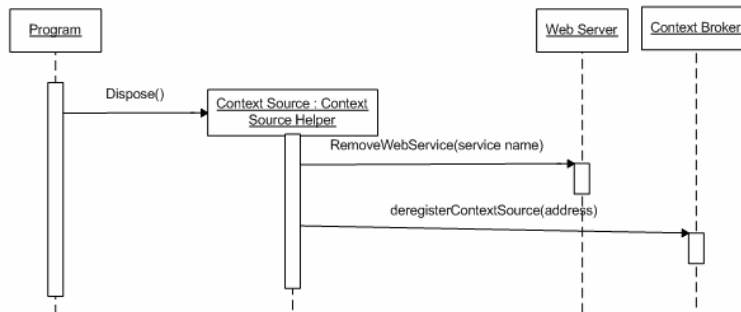 Program
Web Server
Context Broker
Dispose()
Context Source : Context
Source Helper
RemoveWebService(service name)
deregisterContextSource(address)